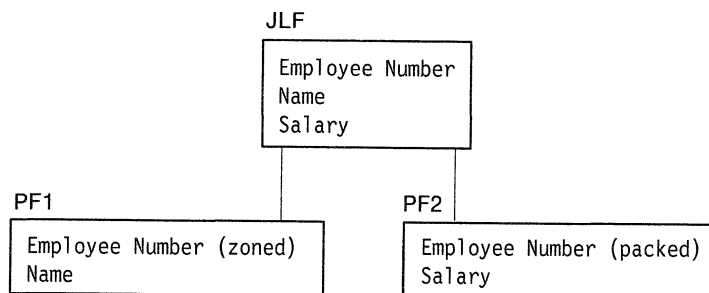 JLF
Employee Number
Name
Salary
PF1
Employee Number (zoned)
Name
PF2
Employee Number (packed)
Salary